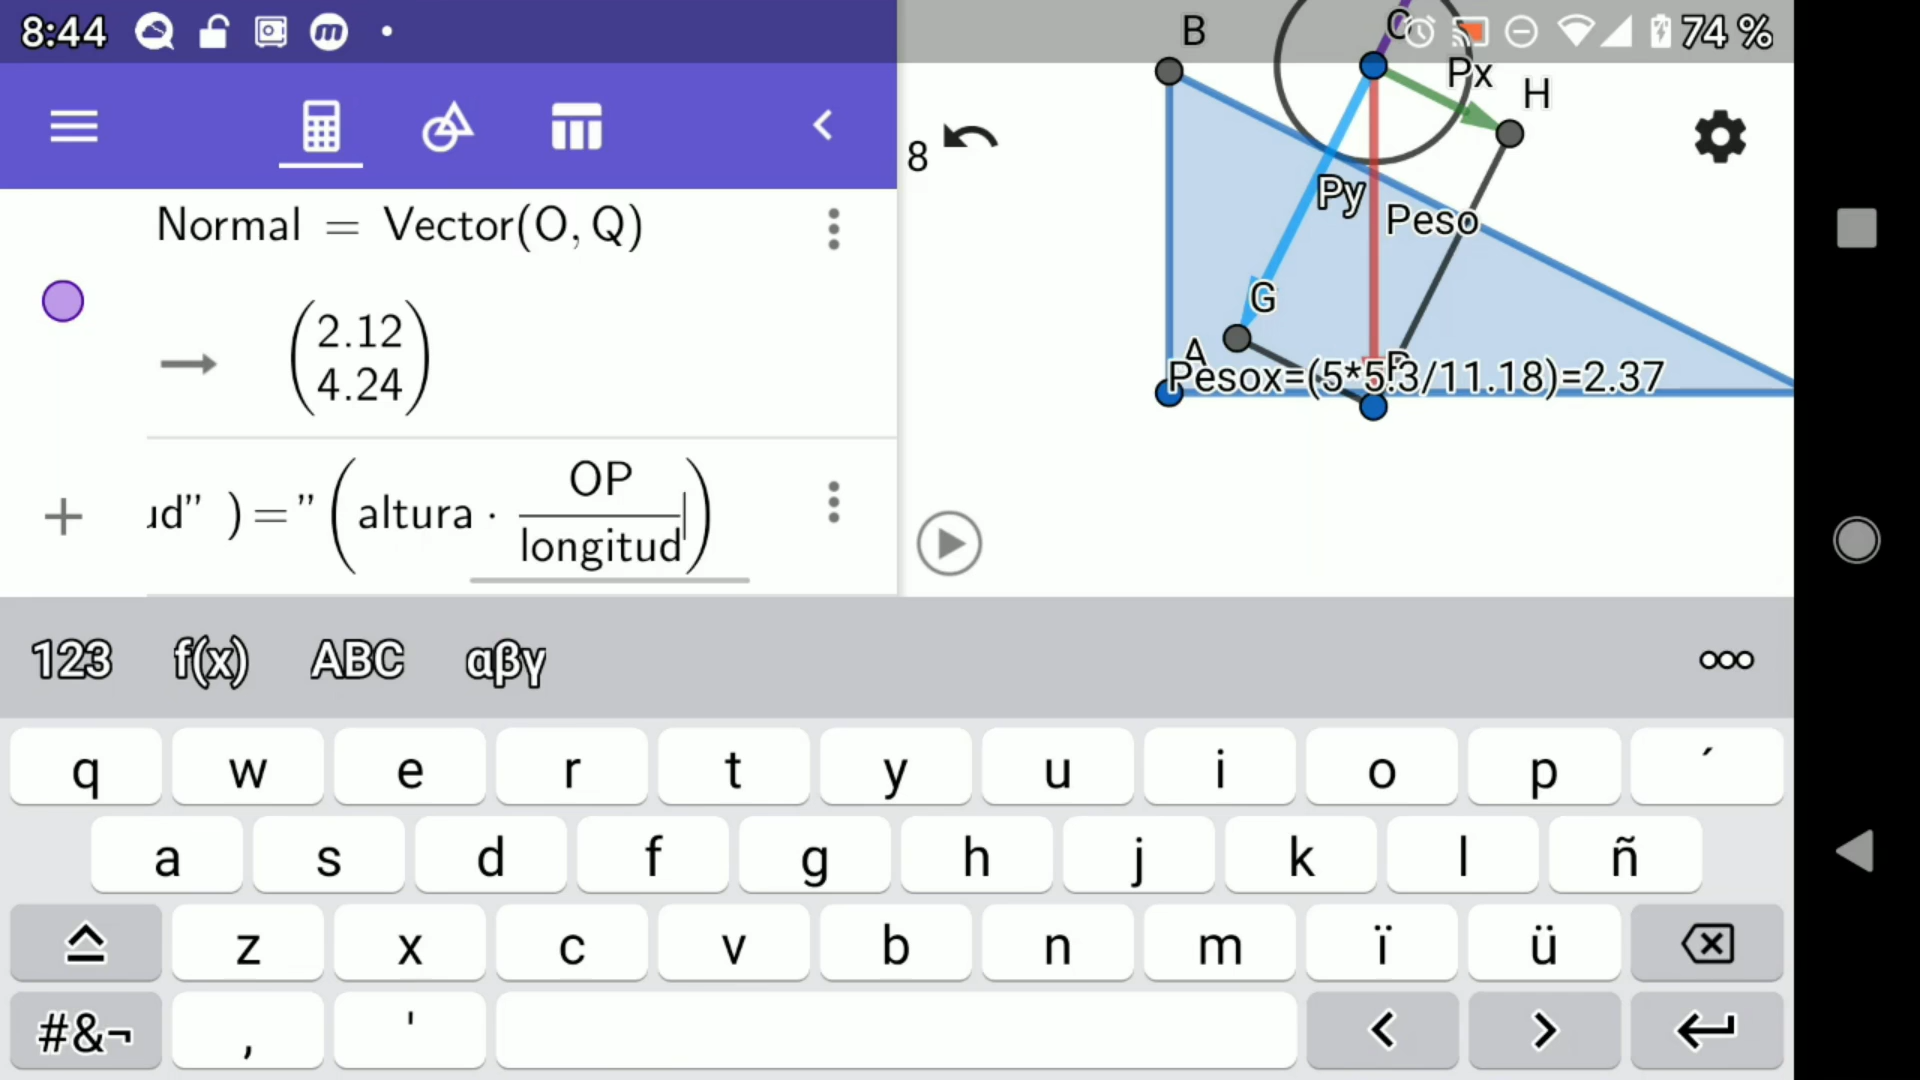 8:44
74 %
B
Px
H
8
Normal = Vector(O, Q)
Py
Peso
2.12
4.24
G
A
Pesox=(5*5.3/11.18)=2.37
ud" )=" (altura · OP/longitud)
123 f(x) ABC αβγ
q w e r t y u i o p ´
a s d f g h j k l ñ
z x c v b n m ï ü
#&¬ , ' < >